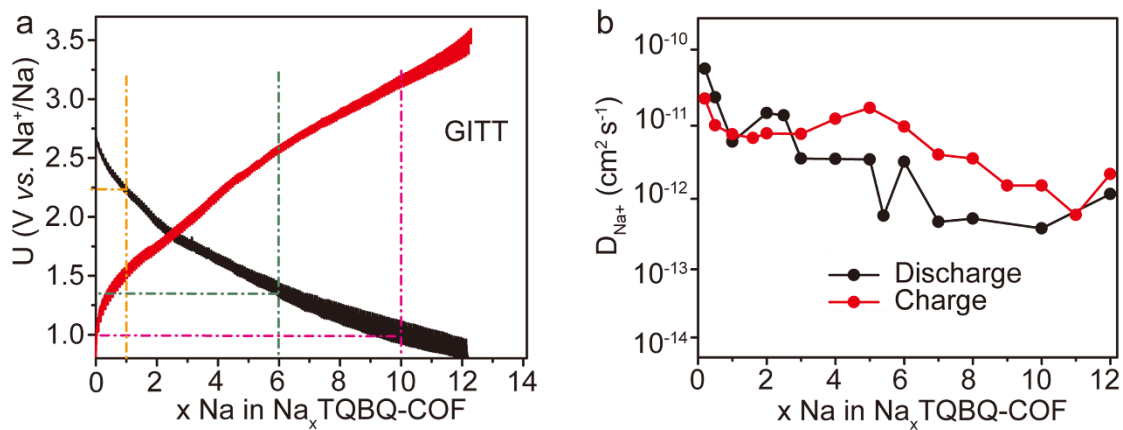 a
3.5
3.0
2.5
2.0
1.5
1.0
U (V vs. Na⁺/Na)
GITT
0 2 4 6 8 10 12 14
x Na in NaₓTQBQ-COF
b
10⁻¹⁰
10⁻¹¹
10⁻¹²
10⁻¹³
10⁻¹⁴
D_Na+ (cm² s⁻¹)
Discharge
Charge
0 2 4 6 8 10 12
x Na in NaₓTQBQ-COF